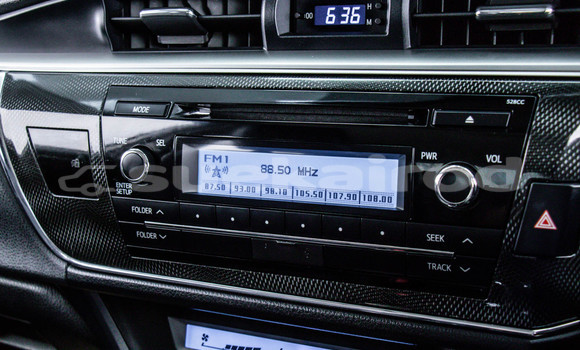 :00 6:36 H
M
MODE 528CC
TUNE SEL PWR VOL
FM1 88.50 MHz
87.50 93.00 98.10 105.50 107.90 108.00
ENTER
SETUP
FOLDER
FOLDER
SEEK
TRACK